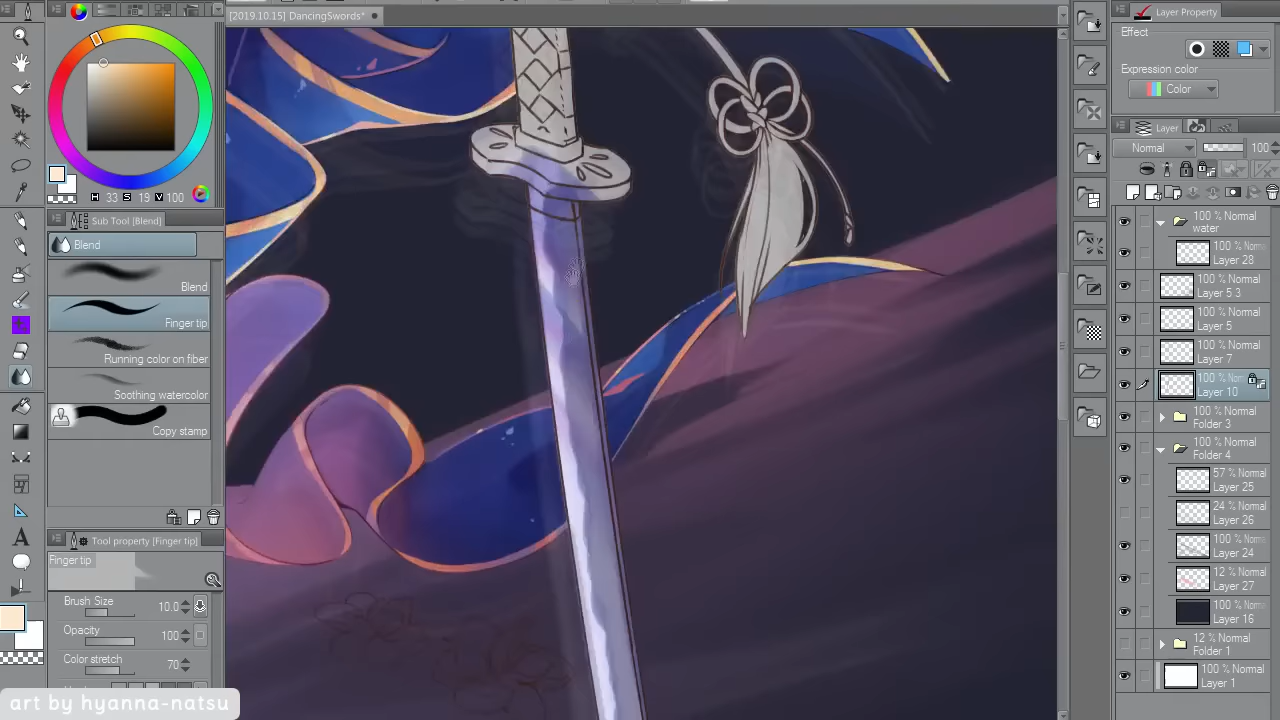 [2019.10.15] DancingSwords*
H 33 S 19 V 100
Sub Tool [Blend]
Blend
Blend
Finger tip
Running color on fiber
Soothing watercolor
Copy stamp
Tool property [Finger tip]
Finger tip
Brush Size 10.0
Opacity 100
Color stretch 70
art by hyanna-natsu
Layer Property
Effect
Expression color
Color
Layer
Normal 100
100 % Normal
water
100 % Normal
Layer 28
100 % Normal
Layer 5 3
100 % Normal
Layer 5
100 % Normal
Layer 7
100 %
Layer 10
100 % Normal
Folder 3
100 % Normal
Folder 4
57 % Normal
Layer 25
24 % Normal
Layer 26
100 % Normal
Layer 24
12 % Normal
Layer 27
100 % Normal
Layer 16
12 % Normal
Folder 1
100 % Normal
Layer 1